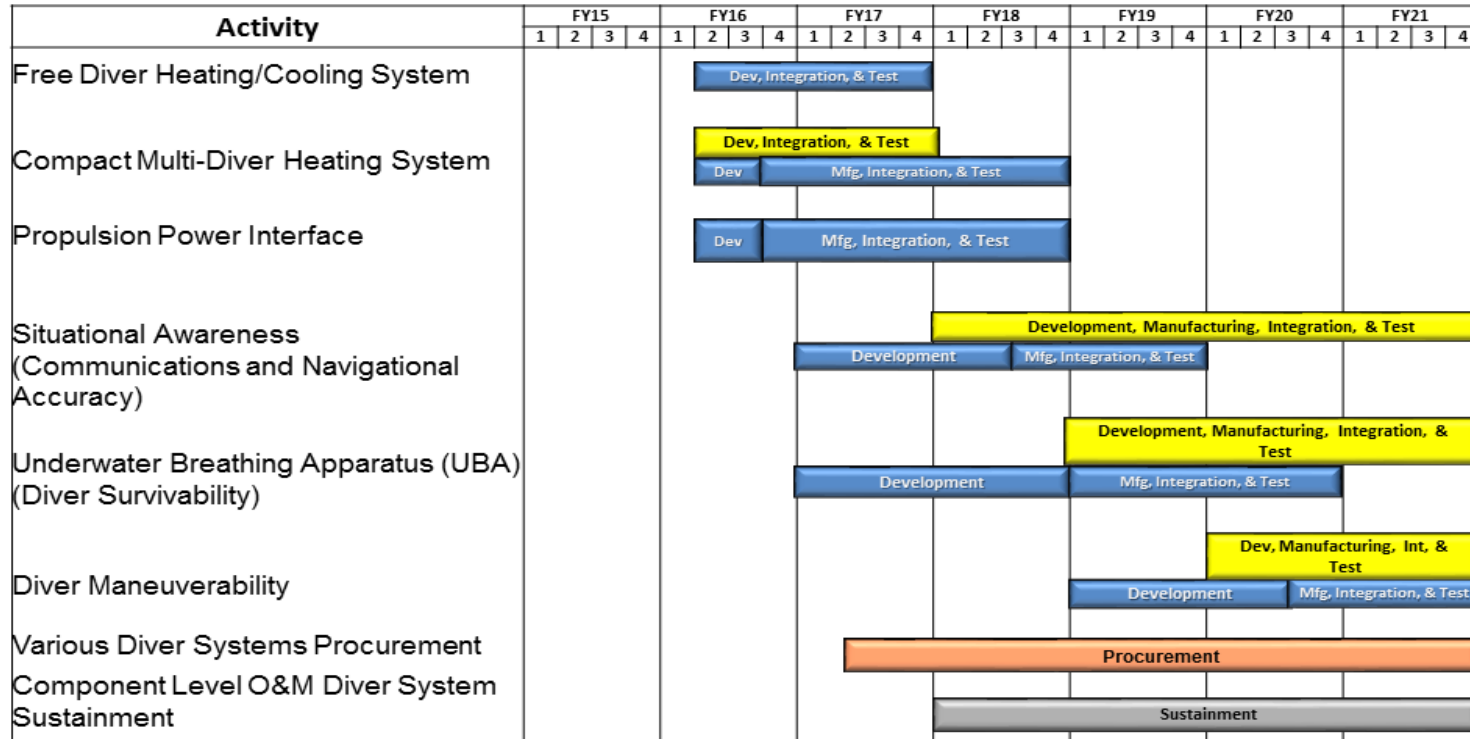 Activity
FY15 FY16 FY17 FY18 FY19 FY20 FY21
1 2 3 4 1 2 3 4 1 2 3 4 1 2 3 4 1 2 3 4 1 2 3 4 1 2 3 4
Free Diver Heating/Cooling System
Dev, Integration, & Test
Dev, Integration, & Test
Compact Multi-Diver Heating System
Dev Mfg, Integration, & Test
Propulsion Power Interface
Dev Mfg, Integration, & Test
Development, Manufacturing, Integration, & Test
Situational Awareness
(Communications and Navigational
Accuracy)
Development Mfg, Integration, & Test
Development, Manufacturing, Integration, &
Test
Underwater Breathing Apparatus (UBA)
(Diver Survivability)
Development Mfg, Integration, & Test
Dev, Manufacturing, Int, &
Test
Diver Maneuverability
Development Mfg, Integration, & Test
Various Diver Systems Procurement
Procurement
Component Level O&M Diver System
Sustainment
Sustainment